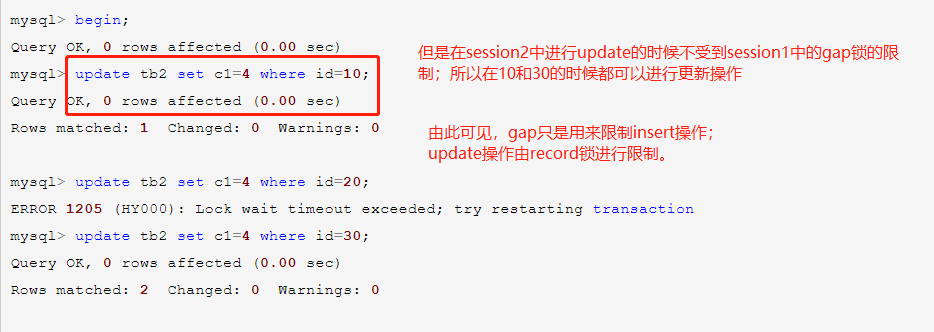 mysql> begin;
Query OK, 0 rows affected (0.00 sec)
mysql> update tb2 set c1=4 where id=10;
Query OK, 0 rows affected (0.00 sec)
Rows matched: 1  Changed: 0  Warnings: 0
但是在session2中进行update的时候不受到session1中的gap锁的限
制；所以在10和30的时候都可以进行更新操作
由此可见，gap只是用来限制insert操作；
update操作由record锁进行限制。
mysql> update tb2 set c1=4 where id=20;
ERROR 1205 (HY000): Lock wait timeout exceeded; try restarting transaction
mysql> update tb2 set c1=4 where id=30;
Query OK, 0 rows affected (0.00 sec)
Rows matched: 2  Changed: 0  Warnings: 0